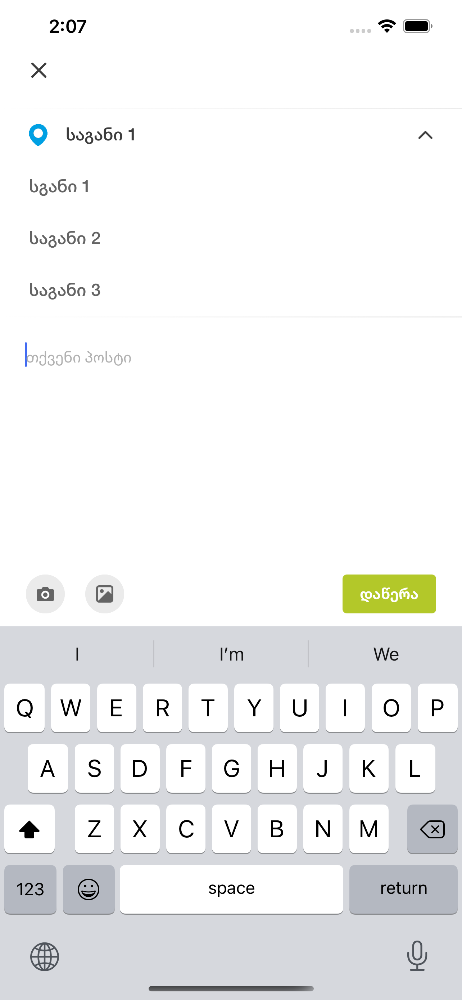 2:07
საგანი 1
სგანი 1
საგანი 2
საგანი 3
თქვენი პოსტი
დაწერა
I I’m We
Q W E R T Y U I O P
A S D F G H J K L
Z X C V B N M
123 space return